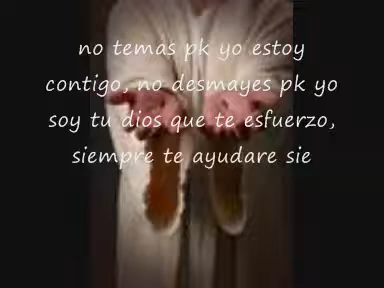 no temas pk yo estoy
contigo, no desmayes pk yo
soy tu dios que te esfuerzo,
siempre te ayudare sie